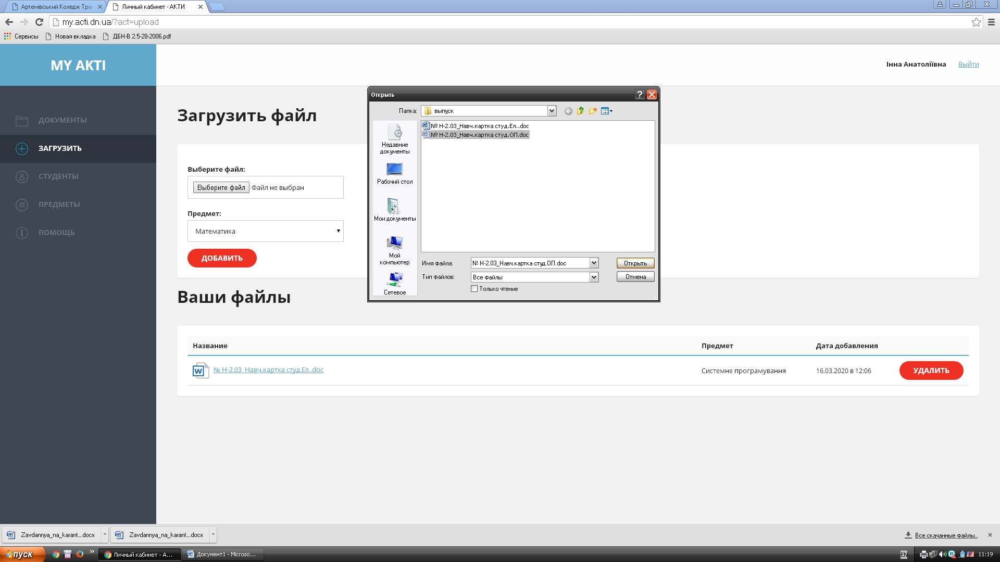 Артемівський Коледж Тра
Личный кабинет - АКТИ
my.acti.dn.ua/?act=upload
Сервисы
Новая вкладка
ДБН-В.2.5-28-2006.pdf
MY AKTI
Інна Анатоліївна
Выйти
ДОКУМЕНТЫ
ЗАГРУЗИТЬ
СТУДЕНТЫ
ПРЕДМЕТЫ
ПОМОЩЬ
Загрузить файл
Выберите файл:
Выберите файл
Файл не выбран
Предмет:
Математика
ДОБАВИТЬ
Открыть
?
Папка:
выпуск
Недавние
документы
Рабочий стол
Мои документы
Мой
компьютер
Сетевое
№ Н-2.03_Навч.картка студ.Ел..doc
№ Н-2.03_Навч.картка студ.ОП.doc
Имя файла:
№ Н-2.03_Навч.картка студ.ОП.doc
Открыть
Тип файлов:
Все файлы
Отмена
Только чтение
Ваши файлы
Название
Предмет
Дата добавления
№ Н-2.03_Навч.картка студ.Ел..doc
Системне програмування
16.03.2020 в 12:06
УДАЛИТЬ
Zavdannya_na_karant....docx
Zavdannya_na_karant....docx
Все скачанные файлы...
пуск
»
Личный кабинет - А...
Документ1 - Microso...
EN
11:19